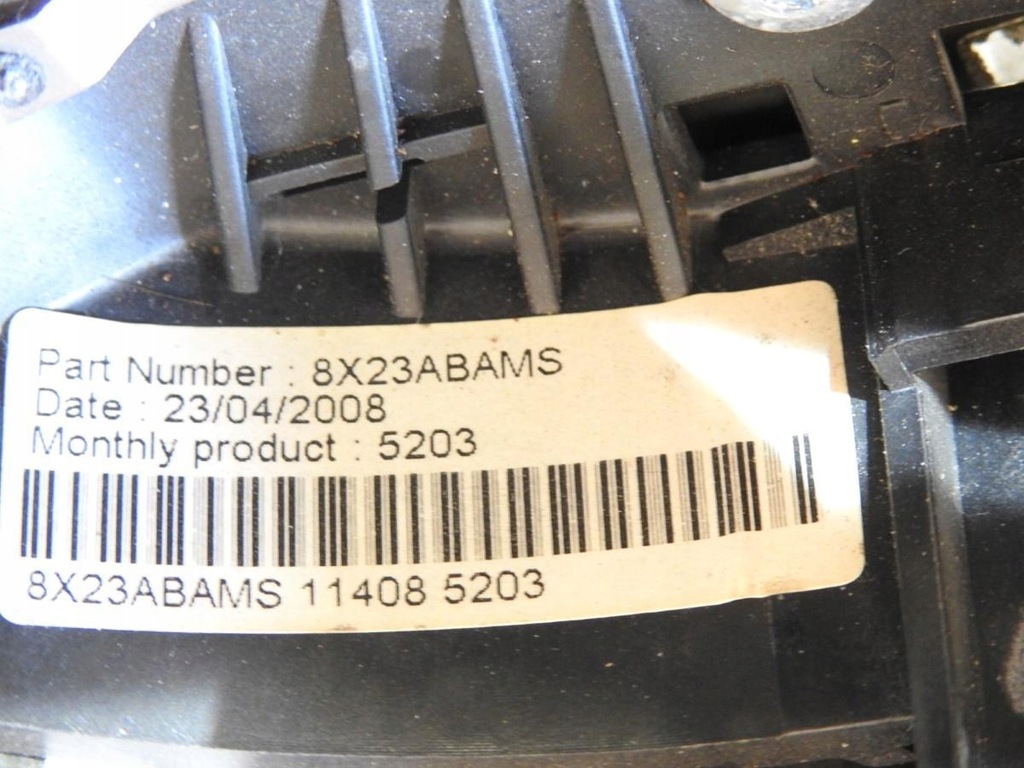 Part Number : 8X23ABAMS
Date : 23/04/2008
Monthly product : 5203
8X23ABAMS 11408 5203